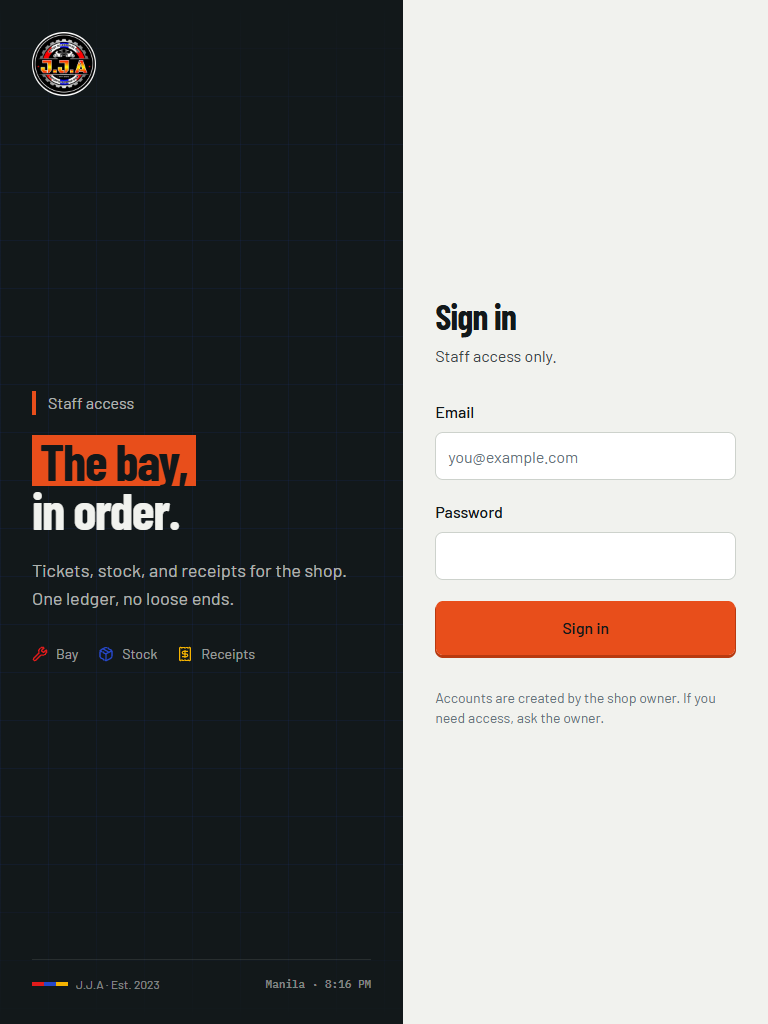 J.J.A
Staff access
The bay,
in order.
Tickets, stock, and receipts for the shop.
One ledger, no loose ends.
Bay
Stock
Receipts
J.J.A · Est. 2023
Manila · 8:16 PM
Sign in
Staff access only.
Email
you@example.com
Password
Sign in
Accounts are created by the shop owner. If you
need access, ask the owner.